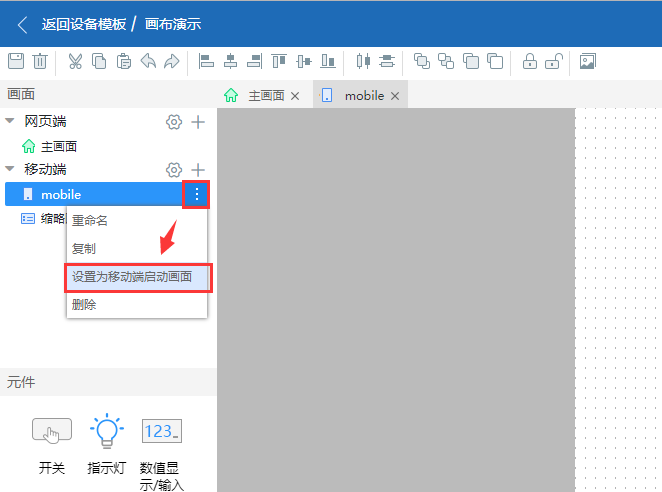 返回设备模板 / 画布演示
画面
主画面
mobile
网页端
主画面
移动端
mobile
缩略
重命名
复制
设置为移动端启动画面
删除
元件
123_
开关
指示灯
数值显
示/输入